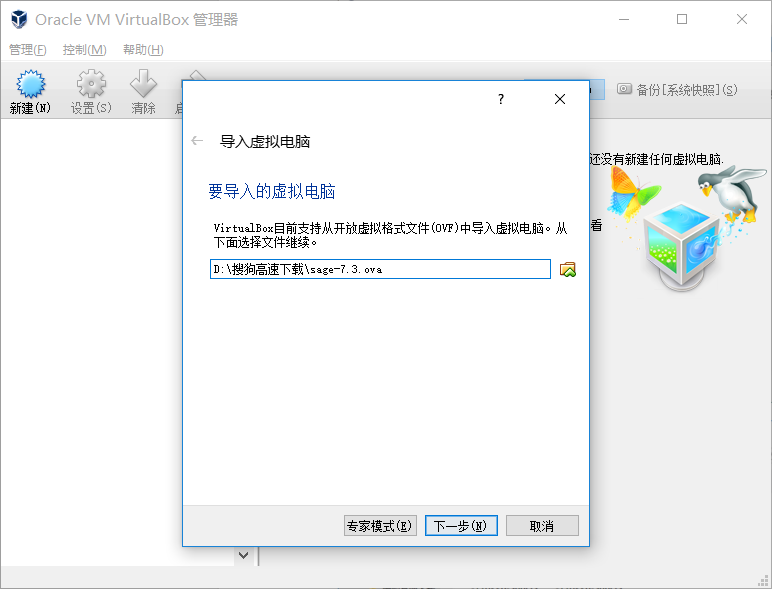 Oracle VM VirtualBox 管理器
管理(F) 控制(M) 帮助(H)
新建(N) 设置(S) 清除
备份[系统快照](S)
?
导入虚拟电脑
还没有新建任何虚拟电脑.
要导入的虚拟电脑
看
VirtualBox目前支持从开放虚拟格式文件(OVF)中导入虚拟电脑。从
下面选择文件继续。
D:\搜狗高速下载\sage-7.3.ova
专家模式(E) 下一步(N) 取消